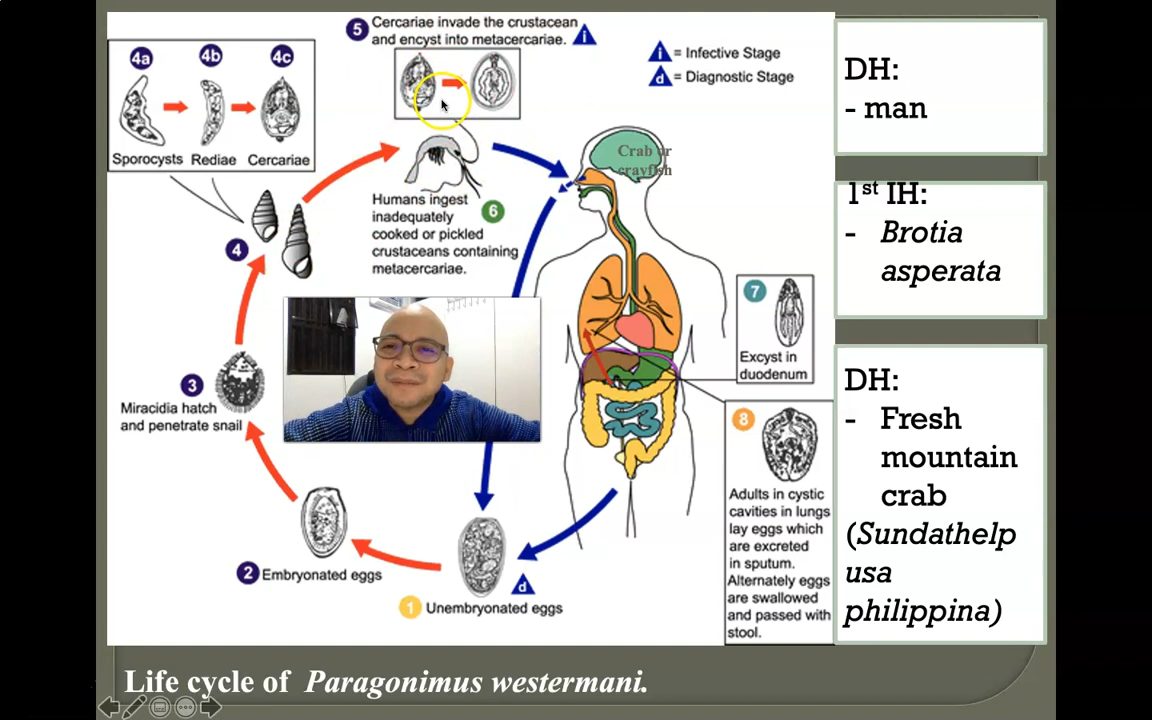 5 Cercariae invade the crustacean
and encyst into metacercariae. i
i = Infective Stage
d = Diagnostic Stage
4a 4b 4c
Sporocysts Rediae Cercariae
Crab or
crayfish
Humans ingest
inadequately 6
cooked or pickled
crustaceans containing
metacercariae.
4
7
Excyst in
duodenum
3
Miracidia hatch
and penetrate snail
8
Adults in cystic
cavities in lungs
lay eggs which
are excreted
in sputum.
Alternately eggs
are swallowed
and passed with
stool.
2 Embryonated eggs
d
1 Unembryonated eggs
DH:
- man
1st IH:
- Brotia
asperata
DH:
- Fresh
mountain
crab
(Sundathelp
usa
philippina)
Life cycle of Paragonimus westermani.